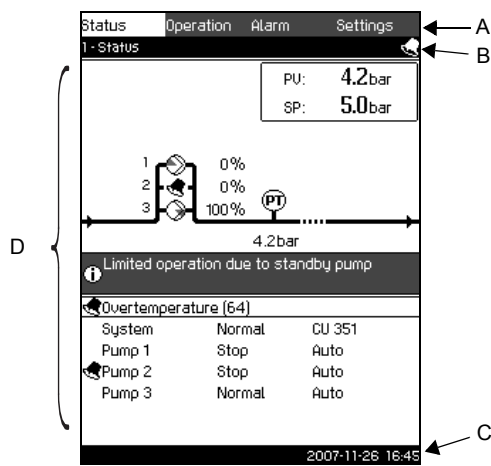 Status Operation Alarm Settings A
1 - Status B
PV: 4.2bar
SP: 5.0bar
1 0%
2 0%
3 100% PT
4.2bar
D
Limited operation due to standby pump
Overtemperature (64)
System Normal CU 351
Pump 1 Stop Auto
Pump 2 Stop Auto
Pump 3 Normal Auto
C
2007-11-26 16:45